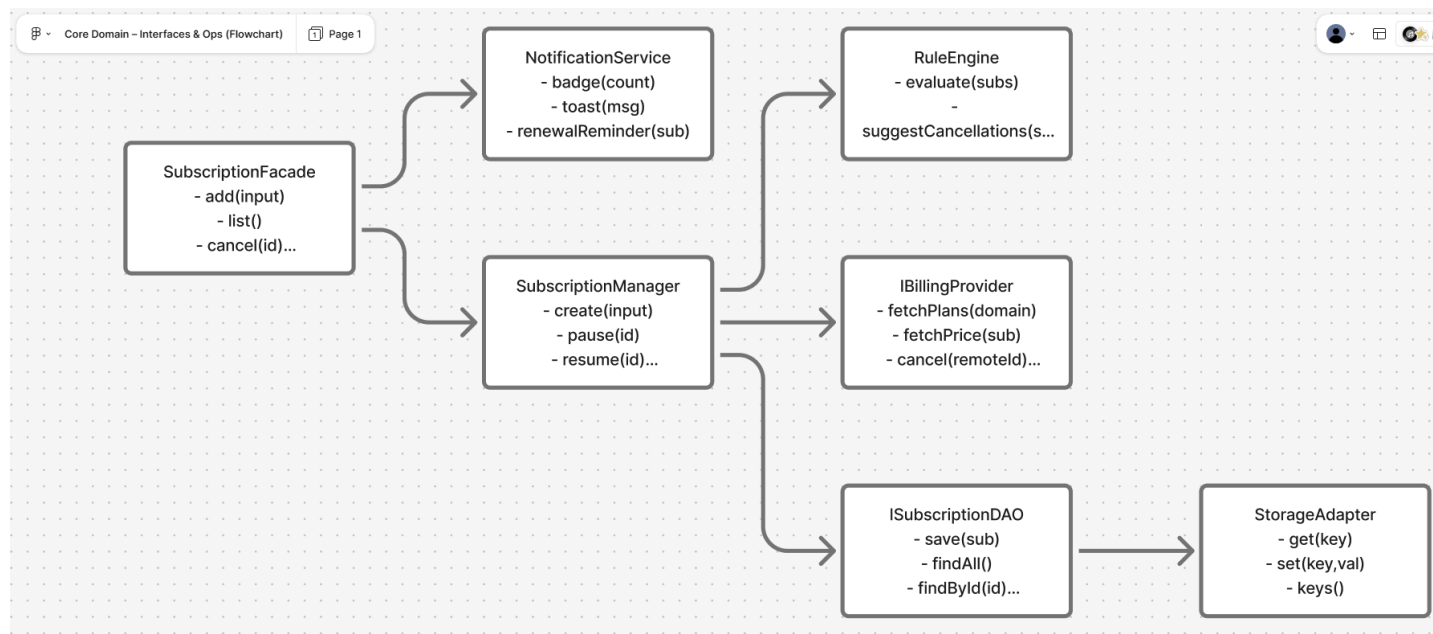 Core Domain – Interfaces & Ops (Flowchart)
1
Page 1
NotificationService
- badge(count)
- toast(msg)
- renewalReminder(sub)
RuleEngine
- evaluate(subs)
-
suggestCancellations(s...
SubscriptionFacade
- add(input)
- list()
- cancel(id)...
SubscriptionManager
- create(input)
- pause(id)
- resume(id)...
IBillingProvider
- fetchPlans(domain)
- fetchPrice(sub)
- cancel(remoteId)...
ISubscriptionDAO
- save(sub)
- findAll()
- findById(id)...
StorageAdapter
- get(key)
- set(key,val)
- keys()